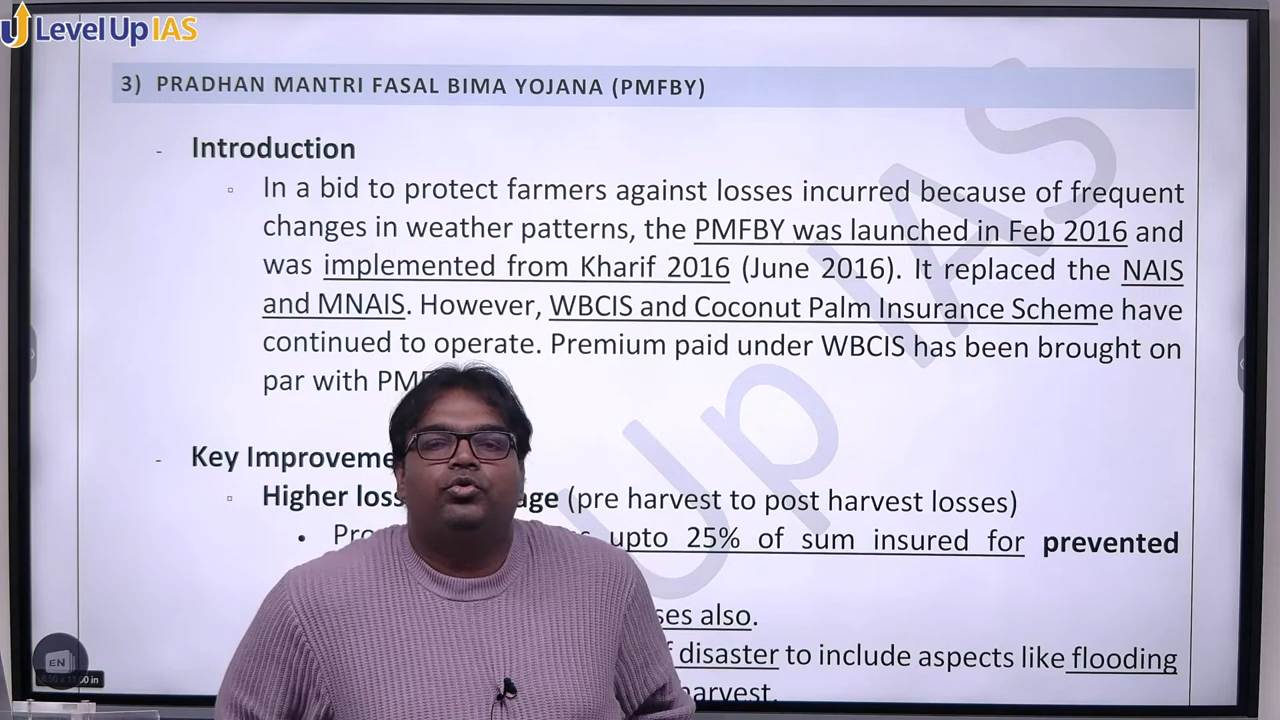 Level Up IAS
3) PRADHAN MANTRI FASAL BIMA YOJANA (PMFBY)
- Introduction
In a bid to protect farmers against losses incurred because of frequent
changes in weather patterns, the PMFBY was launched in Feb 2016 and
was implemented from Kharif 2016 (June 2016). It replaced the NAIS
and MNAIS. However, WBCIS and Coconut Palm Insurance Scheme have
continued to operate. Premium paid under WBCIS has been brought on
par with
- Key
Higher (pre harvest to post harvest losses)
• upto 25% of sum insured for prevented
also.
disaster to include aspects like flooding
Up IAS
EN